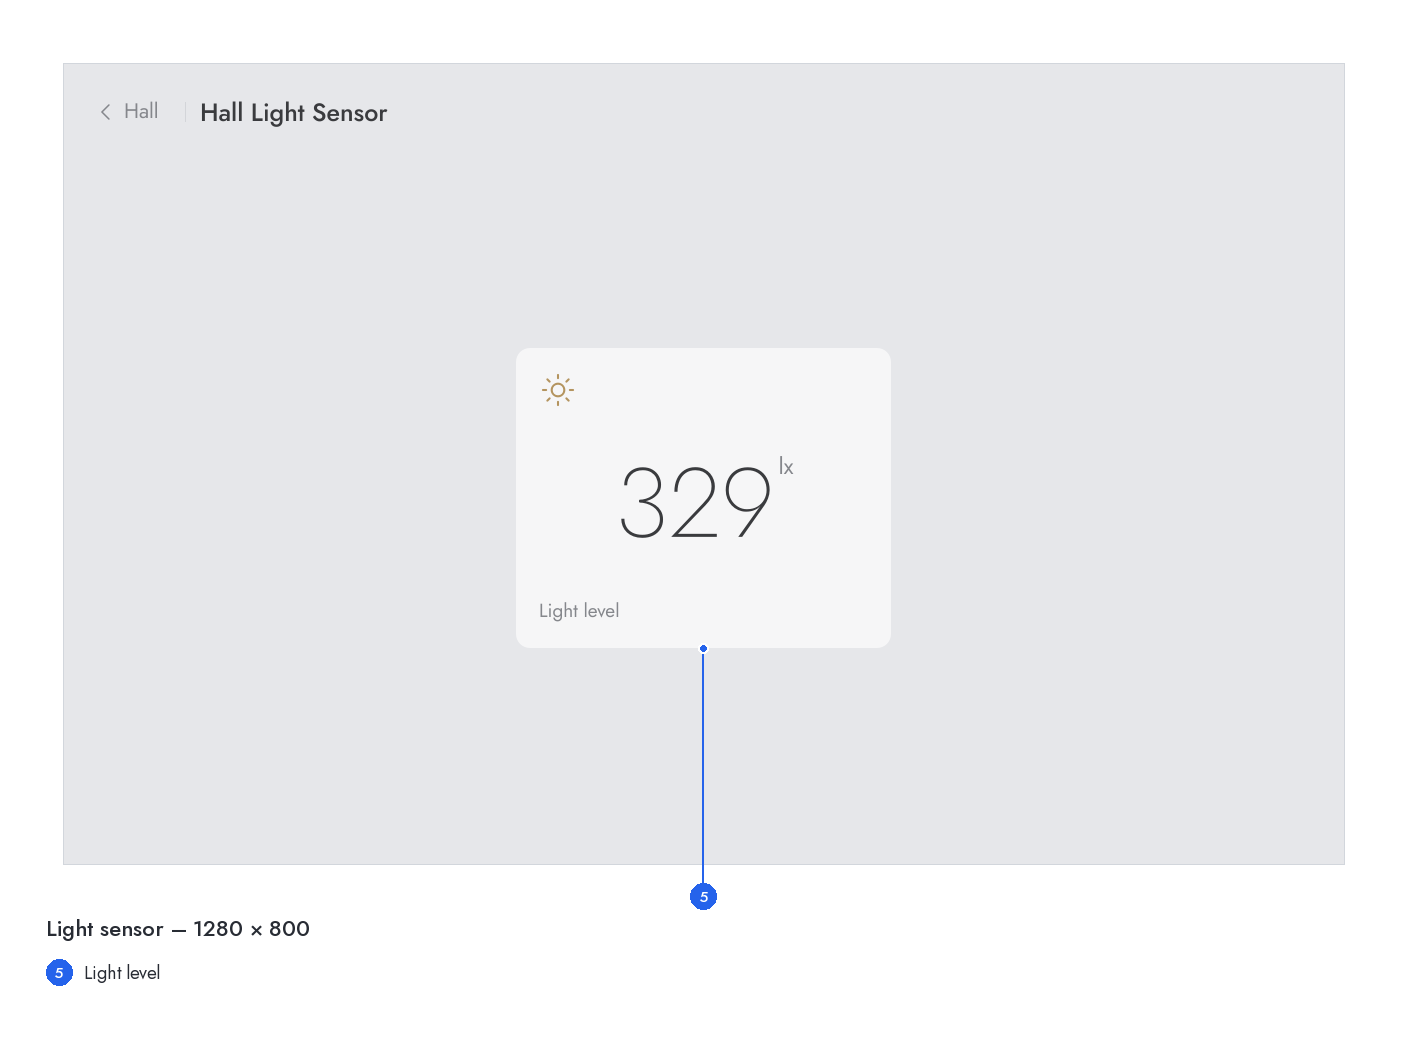 Hall
Hall Light Sensor
329 lx
Light level
5
Light sensor – 1280 × 800
5 Light level